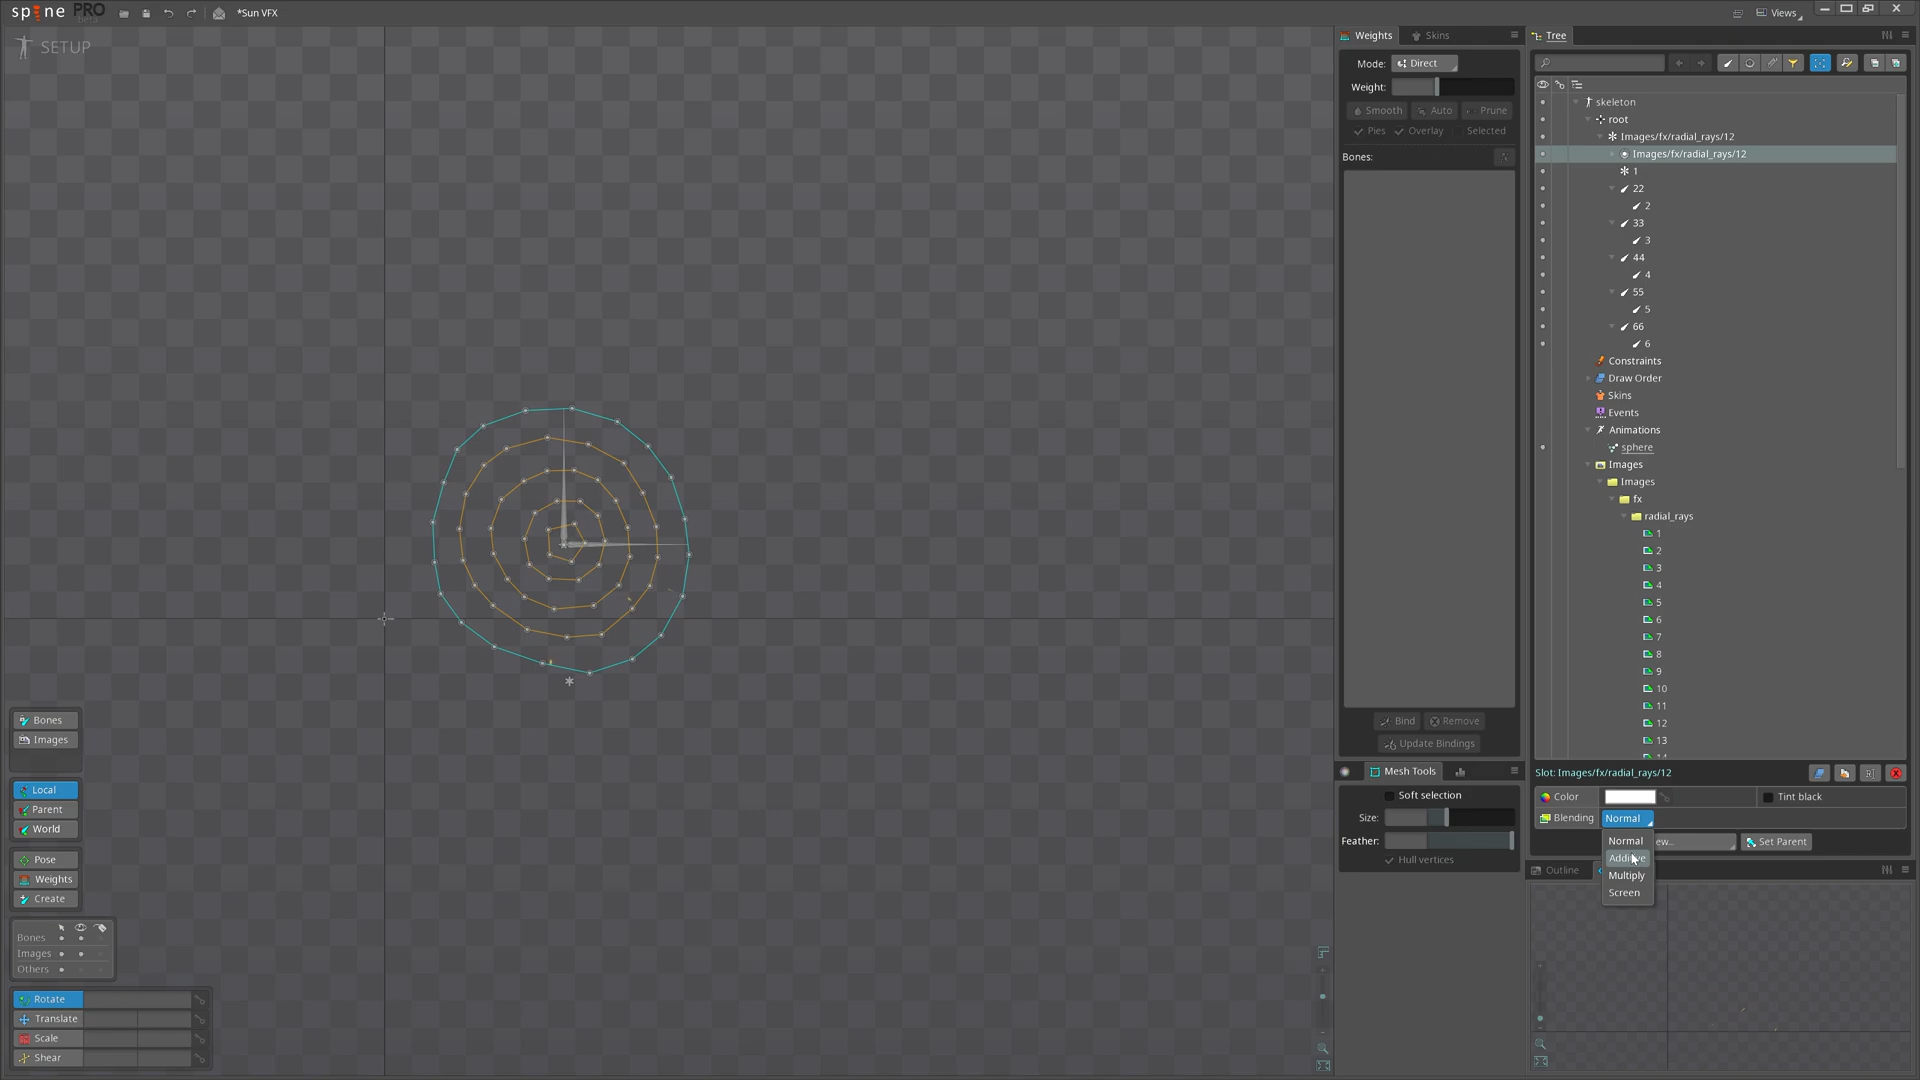 spine PRO
beta
*Sun VFX
Views
SETUP
Weights
Skins
Mode:
Direct
Weight:
Smooth
Auto
Prune
Pies
Overlay
Selected
Bones:
Bind
Remove
Update Bindings
Mesh Tools
Soft selection
Size:
Feather:
Hull vertices
Tree
skeleton
root
Images/fx/radial_rays/12
Images/fx/radial_rays/12
1
22
2
33
3
44
4
55
5
66
6
Constraints
Draw Order
Skins
Events
Animations
sphere
Images
Images
fx
radial_rays
1
2
3
4
5
6
7
8
9
10
11
12
13
14
Slot: Images/fx/radial_rays/12
Color
Tint black
Blending
Normal
Normal
Additive
Multiply
Screen
ew...
Set Parent
Outline
Bones
Images
Local
Parent
World
Pose
Weights
Create
Bones
Images
Others
Rotate
Translate
Scale
Shear